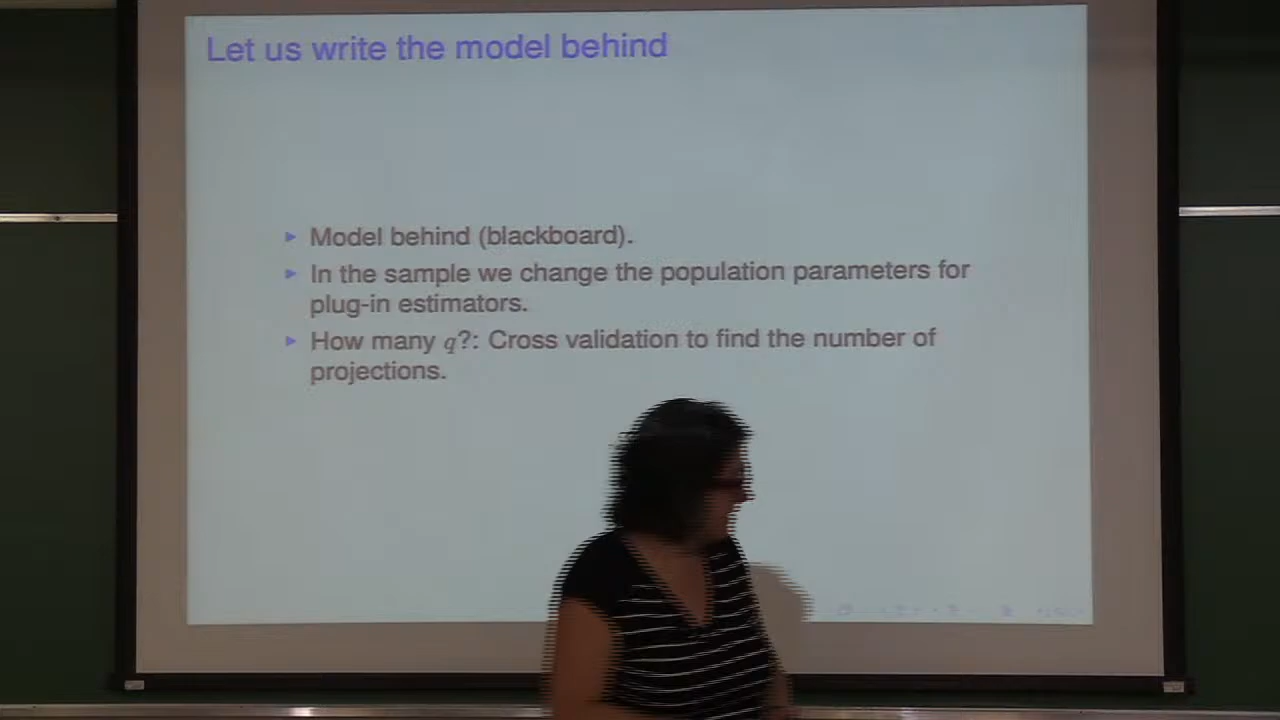 Let us write the model behind
▶ Model behind (blackboard).
▶ In the sample we change the population parameters for
plug-in estimators.
▶ How many q?: Cross validation to find the number of
projections.